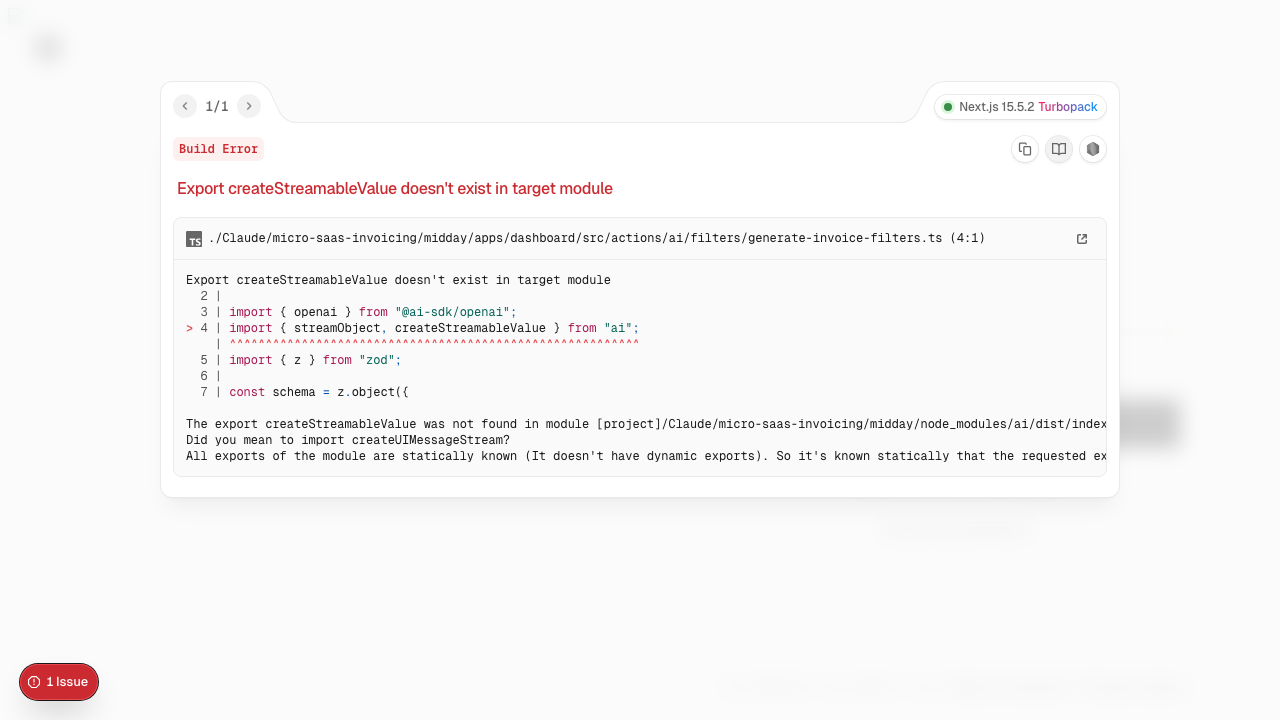 1/1
Next.js 15.5.2 Turbopack
Build Error
Export createStreamableValue doesn't exist in target module
TS ./Claude/micro-saas-invoicing/midday/apps/dashboard/src/actions/ai/filters/generate-invoice-filters.ts (4:1)
Export createStreamableValue doesn't exist in target module
2 |
3 | import { openai } from "@ai-sdk/openai";
> 4 | import { streamObject, createStreamableValue } from "ai";
| ^^^^^^^^^^^^^^^^^^^^^^^^^^^^^^^^^^^^^^^^^^^^^^^^^^^^^^^^^
5 | import { z } from "zod";
6 |
7 | const schema = z.object({
The export createStreamableValue was not found in module [project]/Claude/micro-saas-invoicing/midday/node_modules/ai/dist/index
Did you mean to import createUIMessageStream?
All exports of the module are statically known (It doesn't have dynamic exports). So it's known statically that the requested ex
1 Issue